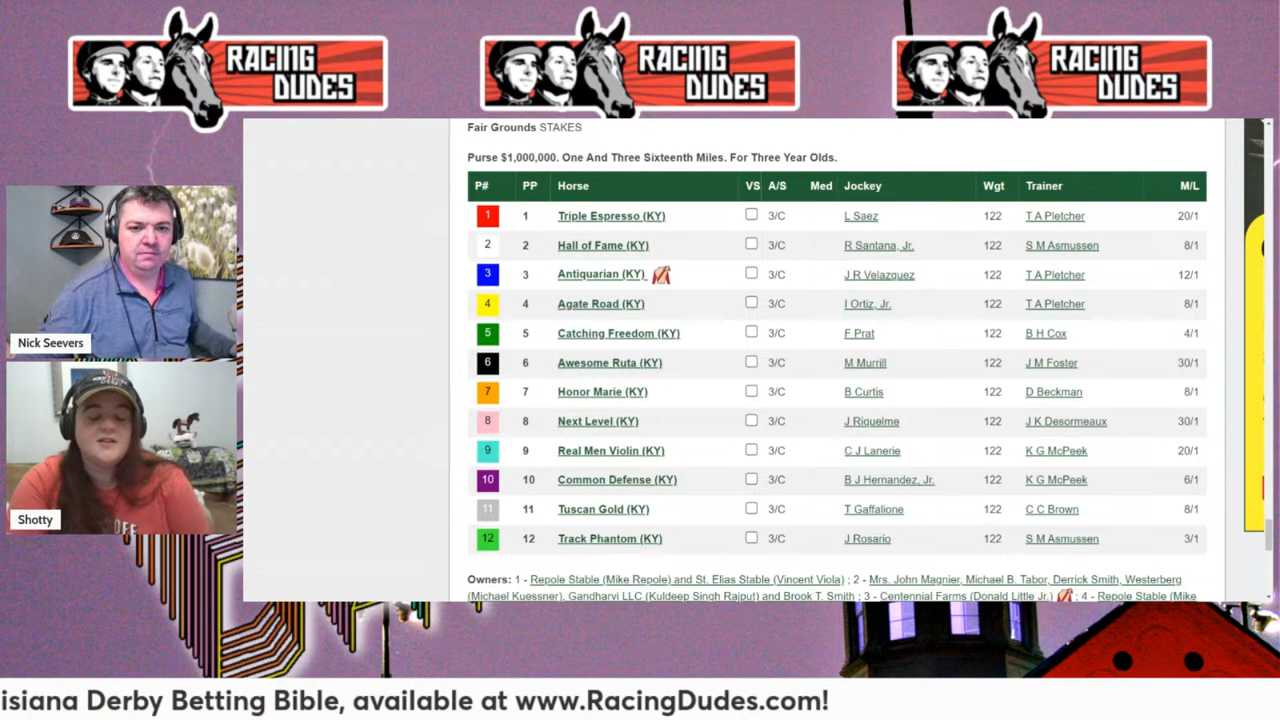 RACING DUDES
RACING DUDES
RACING DUDES
Fair Grounds STAKES
Purse $1,000,000. One And Three Sixteenth Miles. For Three Year Olds.
P# PP Horse VS A/S Med Jockey Wgt Trainer M/L
1 1 Triple Espresso (KY) 3/C L Saez 122 T A Pletcher 20/1
2 2 Hall of Fame (KY) 3/C R Santana, Jr. 122 S M Asmussen 8/1
3 3 Antiquarian (KY) 3/C J R Velazquez 122 T A Pletcher 12/1
4 4 Agate Road (KY) 3/C I Ortiz, Jr. 122 T A Pletcher 8/1
5 5 Catching Freedom (KY) 3/C F Prat 122 B H Cox 4/1
6 6 Awesome Ruta (KY) 3/C M Murrill 122 J M Foster 30/1
7 7 Honor Marie (KY) 3/C B Curtis 122 D Beckman 8/1
8 8 Next Level (KY) 3/C J Riquelme 122 J K Desormeaux 30/1
9 9 Real Men Violin (KY) 3/C C J Lanerie 122 K G McPeek 20/1
10 10 Common Defense (KY) 3/C B J Hernandez, Jr. 122 K G McPeek 6/1
11 11 Tuscan Gold (KY) 3/C T Gaffalione 122 C C Brown 8/1
12 12 Track Phantom (KY) 3/C J Rosario 122 S M Asmussen 3/1
Owners: 1 - Repole Stable (Mike Repole) and St. Elias Stable (Vincent Viola) ; 2 - Mrs. John Magnier, Michael B. Tabor, Derrick Smith, Westerberg
(Michael Kuessner), Gandharvi LLC (Kuldeep Singh Rajput) and Brook T. Smith ; 3 - Centennial Farms (Donald Little Jr.) ; 4 - Repole Stable (Mike
Nick Seevers
Shotty
isiana Derby Betting Bible, available at www.RacingDudes.com!